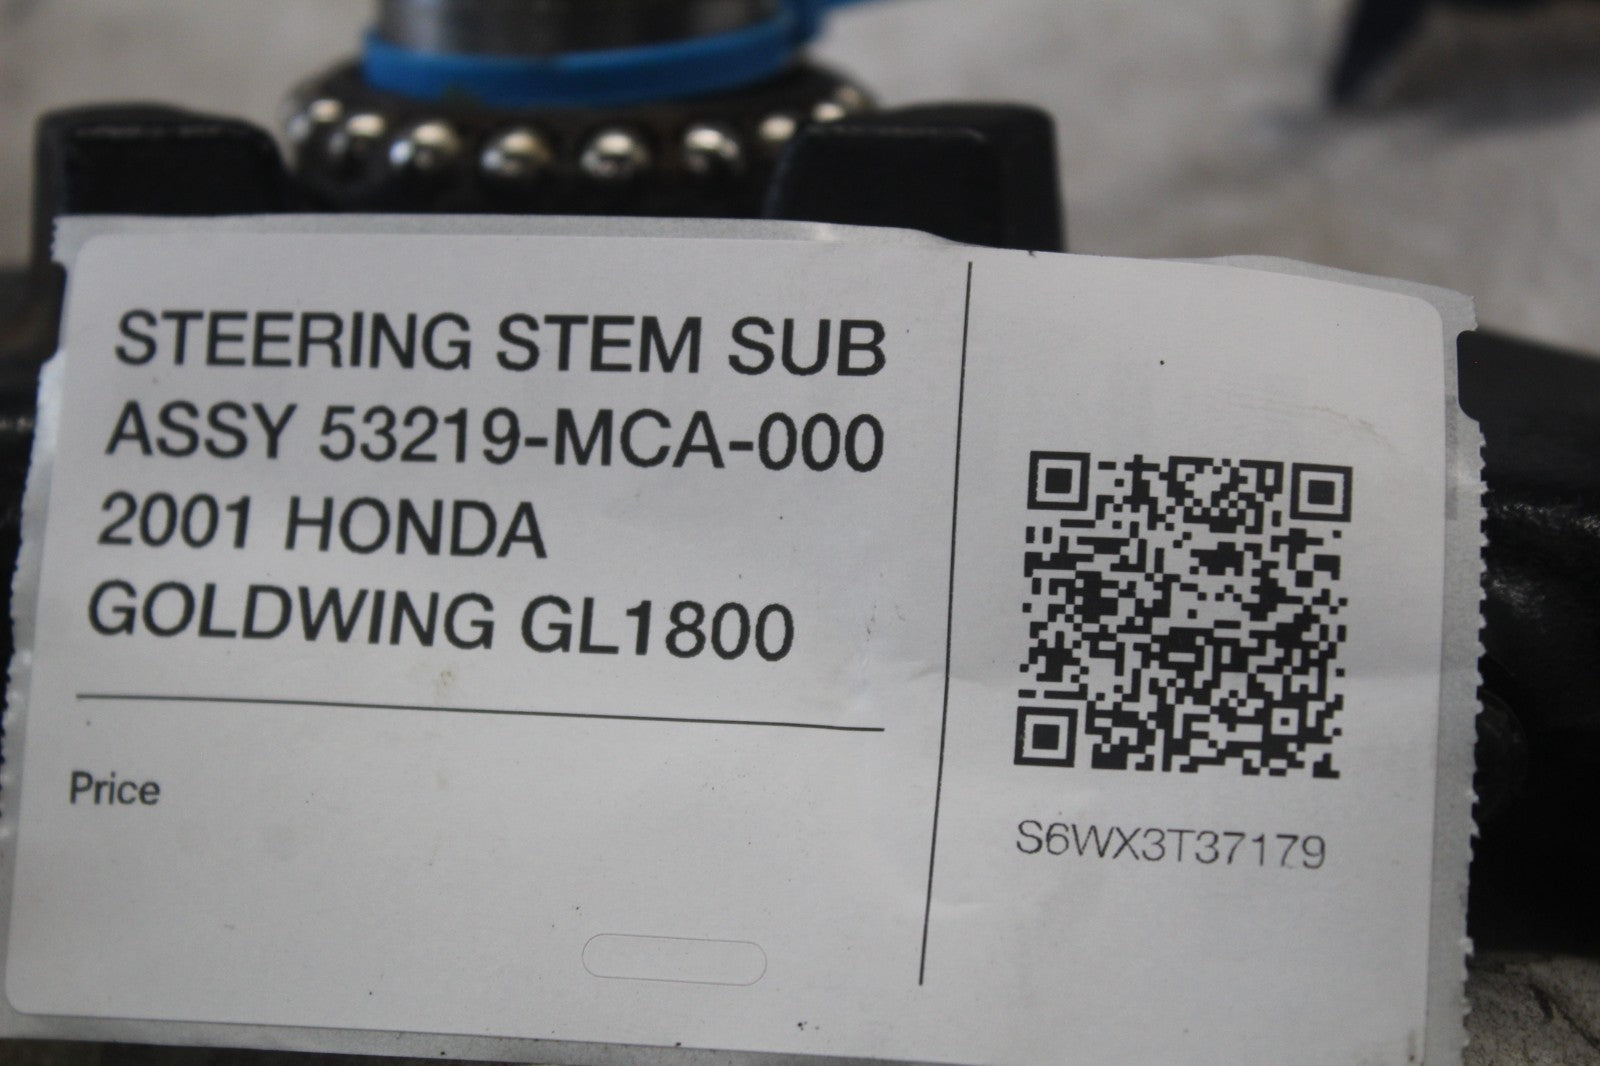 STEERING STEM SUB
ASSY 53219-MCA-000
2001 HONDA
GOLDWING GL1800
Price
S6WX3T37179